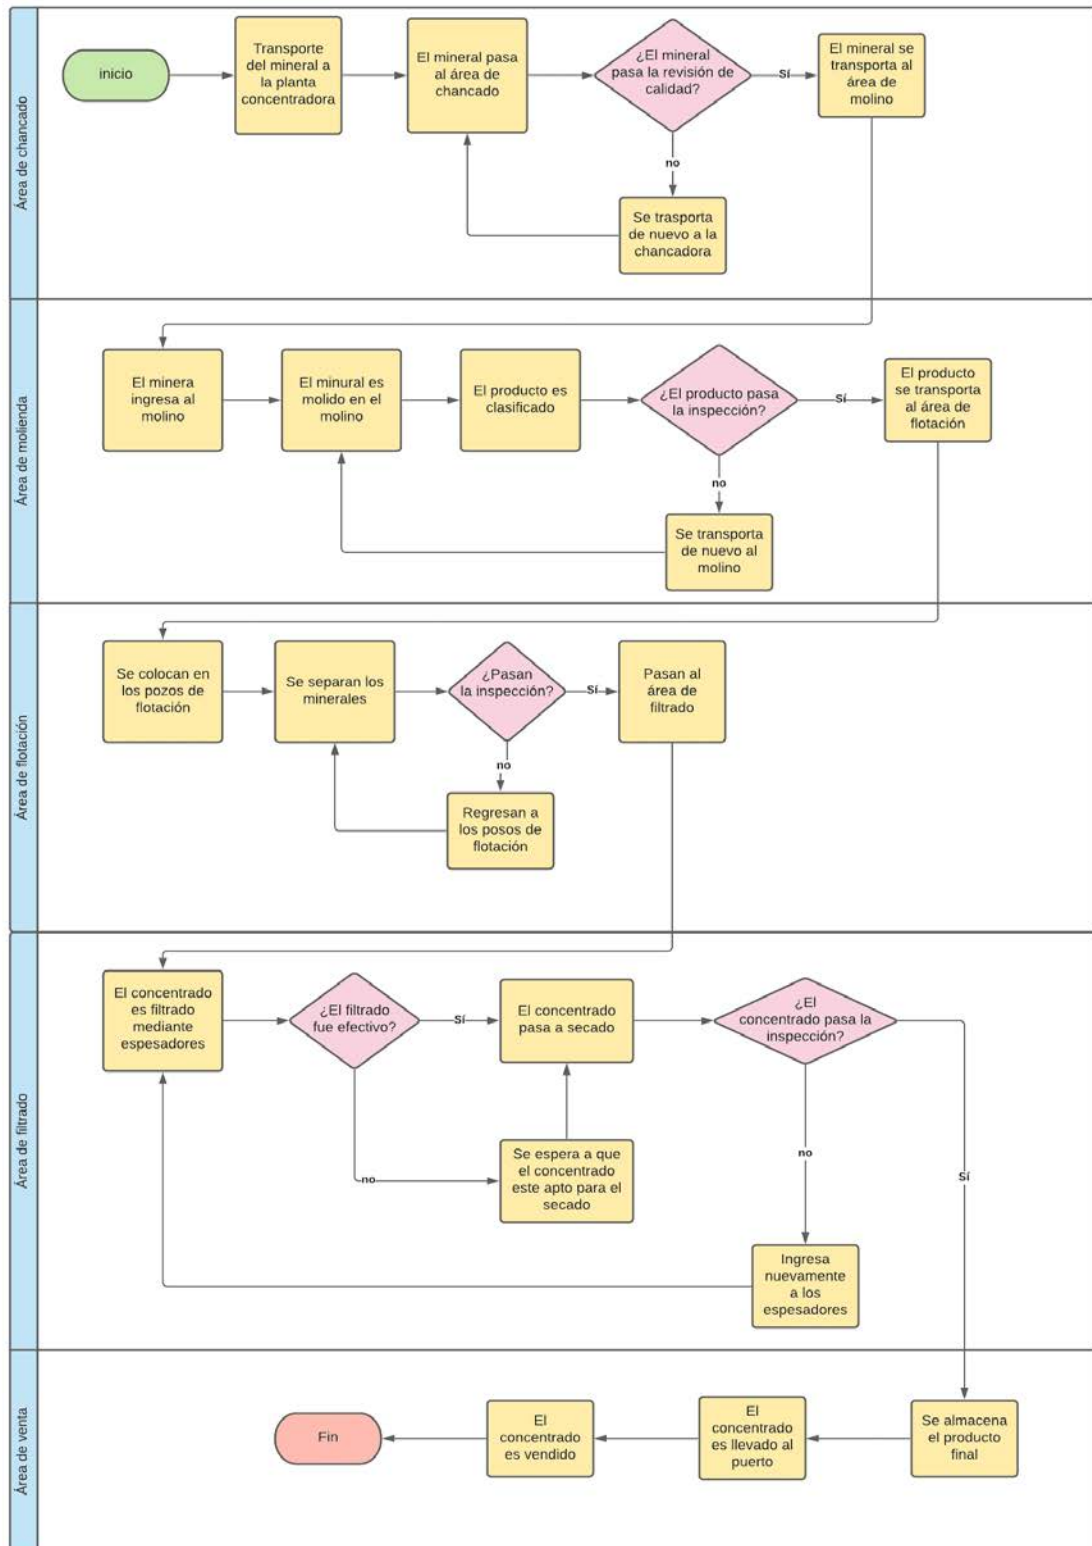 Área de chancado
inicio
Transporte
del mineral a
la planta
concentradora
El mineral pasa
al área de
chancado
¿El mineral
pasa la revisión de
calidad?
Sí
El mineral se
transporta al
área de
molino
no
Se trasporta
de nuevo a la
chancadora
Área de molienda
El minera
ingresa al
molino
El minural es
molido en el
molino
El producto es
clasificado
¿El producto pasa
la inspección?
Sí
El producto
se transporta
al área de
flotación
no
Se transporta
de nuevo al
molino
Área de flotación
Se colocan en
los pozos de
flotación
Se separan los
minerales
¿Pasan
la inspección?
Sí
Pasan al
área de
filtrado
no
Regresan a
los posos de
flotación
Área de filtrado
El concentrado
es filtrado
mediante
espesadores
¿El filtrado
fue efectivo?
Sí
El concentrado
pasa a secado
¿El
concentrado pasa la
inspección?
no
Se espera a que
el concentrado
este apto para el
secado
no
Sí
Ingresa
nuevamente
a los
espesadores
Área de venta
Fin
El
concentrado
es vendido
El
concentrado
es llevado al
puerto
Se almacena
el producto
final